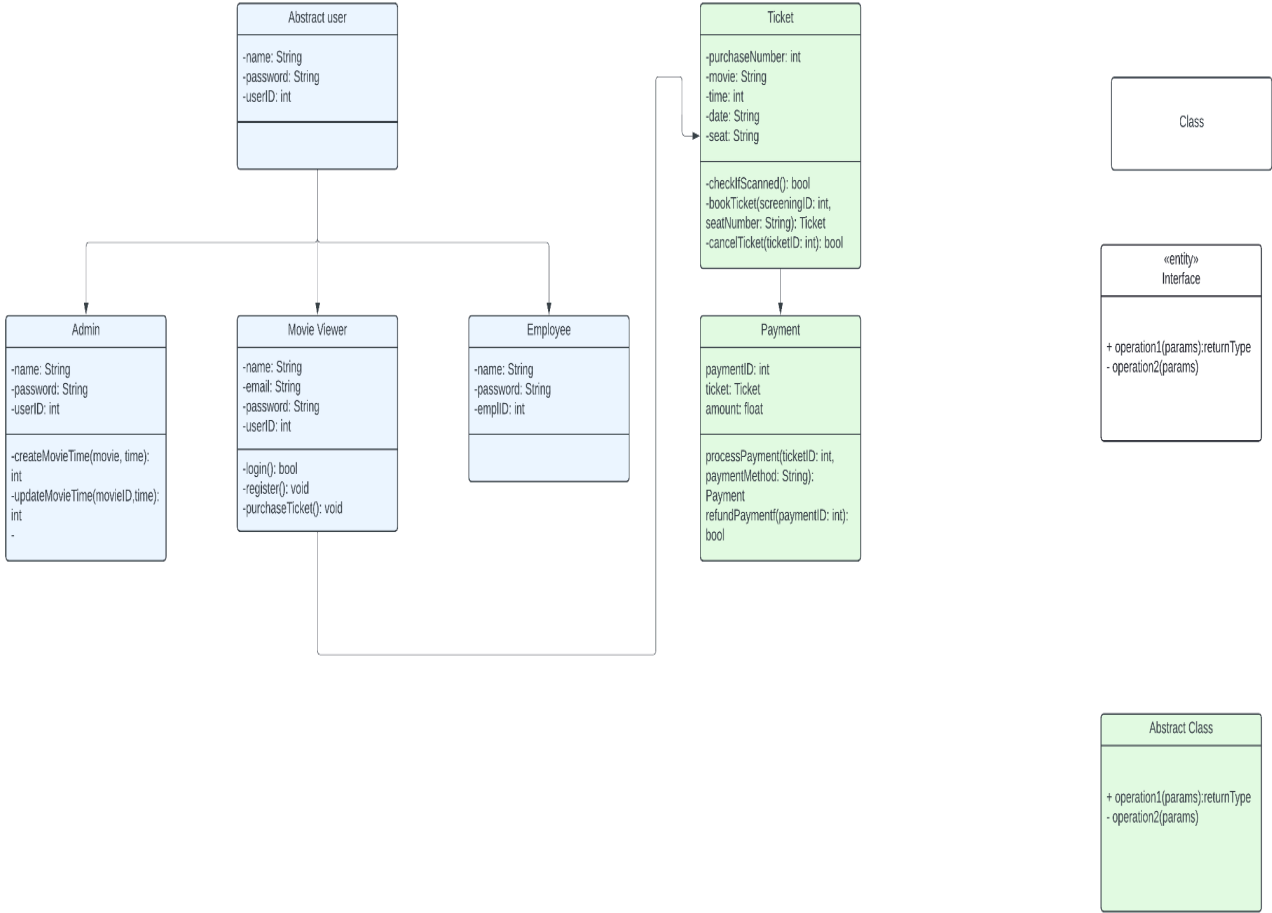 Abstract user
-name: String
-password: String
-userID: int
Ticket
-purchaseNumber: int
-movie: String
-time: int
-date: String
-seat: String
-checkIfScanned(): bool
-bookTicket(screeningID: int,
seatNumber: String): Ticket
-cancelTicket(ticketID: int): bool
Class
«entity»
Interface
+ operation1(params):returnType
- operation2(params)
Admin
-name: String
-password: String
-userID: int
-createMovieTime(movie, time):
int
-updateMovieTime(movieID,time):
int
-
Movie Viewer
-name: String
-email: String
-password: String
-userID: int
-login(): bool
-register(): void
-purchaseTicket(): void
Employee
-name: String
-password: String
-emplID: int
Payment
paymentID: int
ticket: Ticket
amount: float
processPayment(ticketID: int,
paymentMethod: String):
Payment
refundPaymentf(paymentID: int):
bool
Abstract Class
+ operation1(params):returnType
- operation2(params)